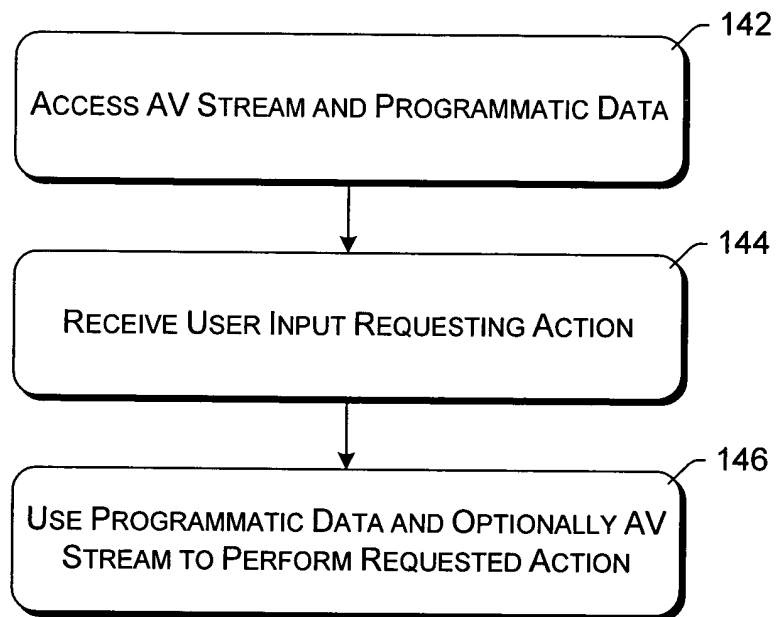 142
ACCESS AV STREAM AND PROGRAMMATIC DATA
144
RECEIVE USER INPUT REQUESTING ACTION
146
USE PROGRAMMATIC DATA AND OPTIONALLY AV
STREAM TO PERFORM REQUESTED ACTION